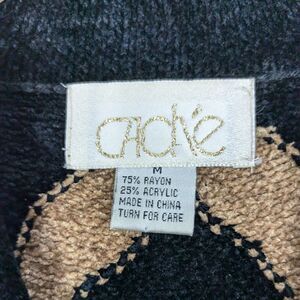 Caché
M
75% RAYON
25% ACRYLIC
MADE IN CHINA
TURN FOR CARE